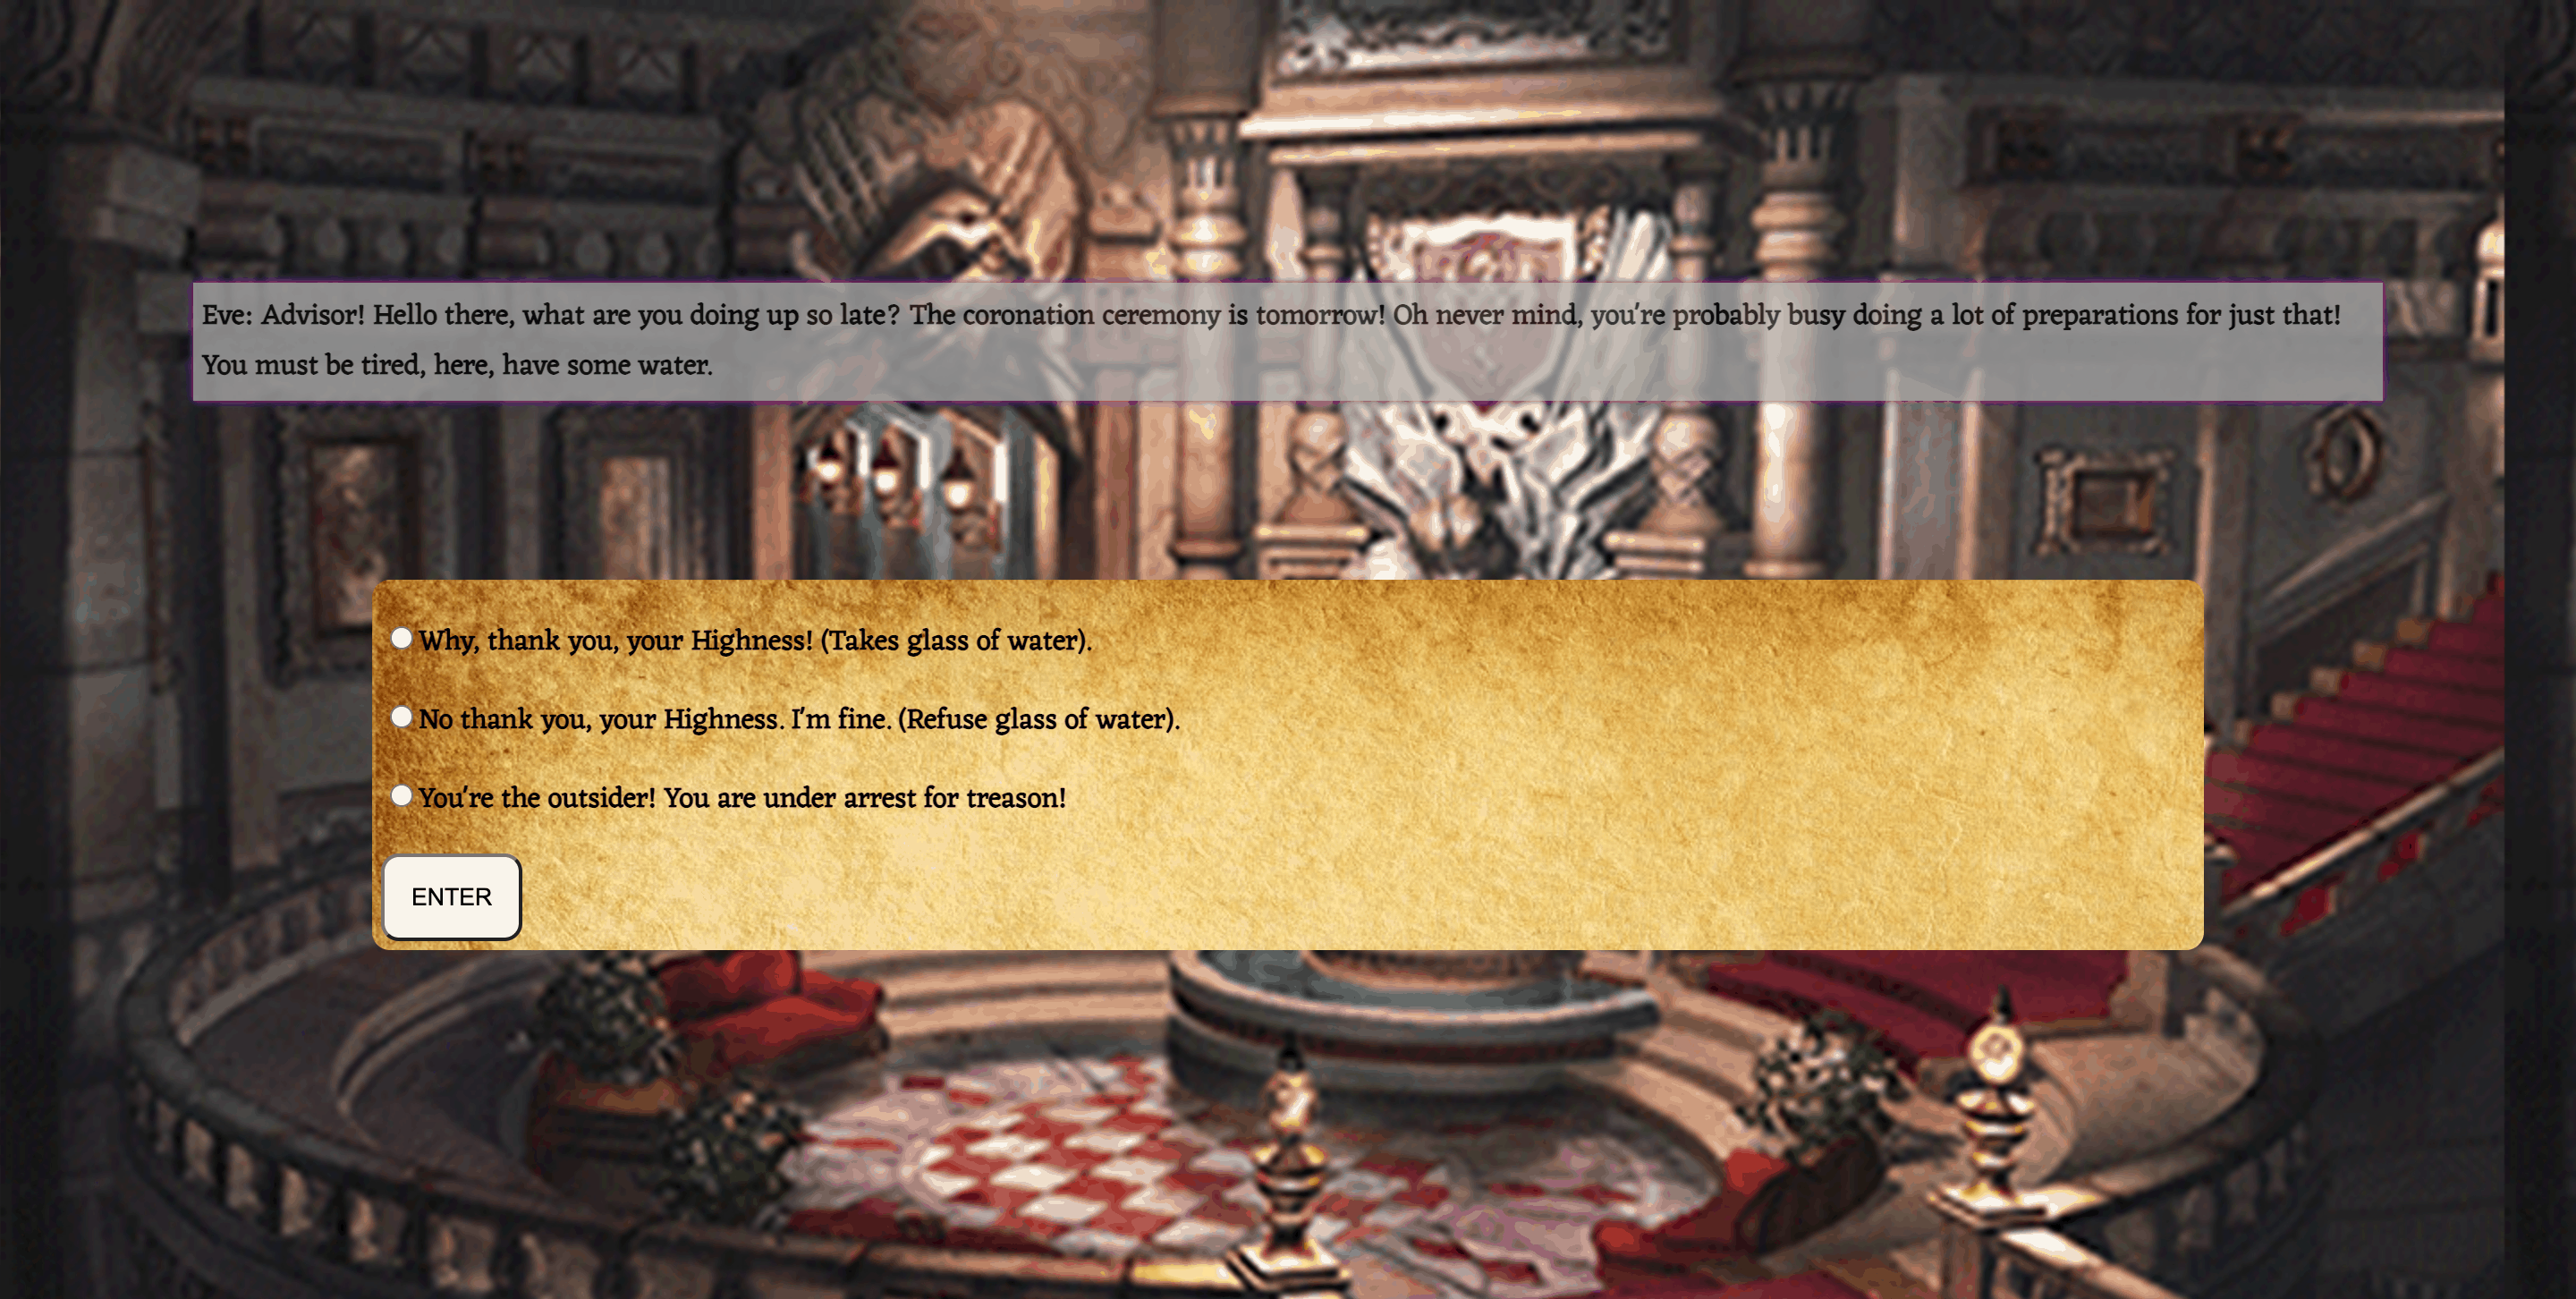 Eve: Advisor! Hello there, what are you doing up so late? The coronation ceremony is tomorrow! Oh never mind, you're probably busy doing a lot of preparations for just that!
You must be tired, here, have some water.
Why, thank you, your Highness! (Takes glass of water).
No thank you, your Highness. I'm fine. (Refuse glass of water).
You're the outsider! You are under arrest for treason!
ENTER